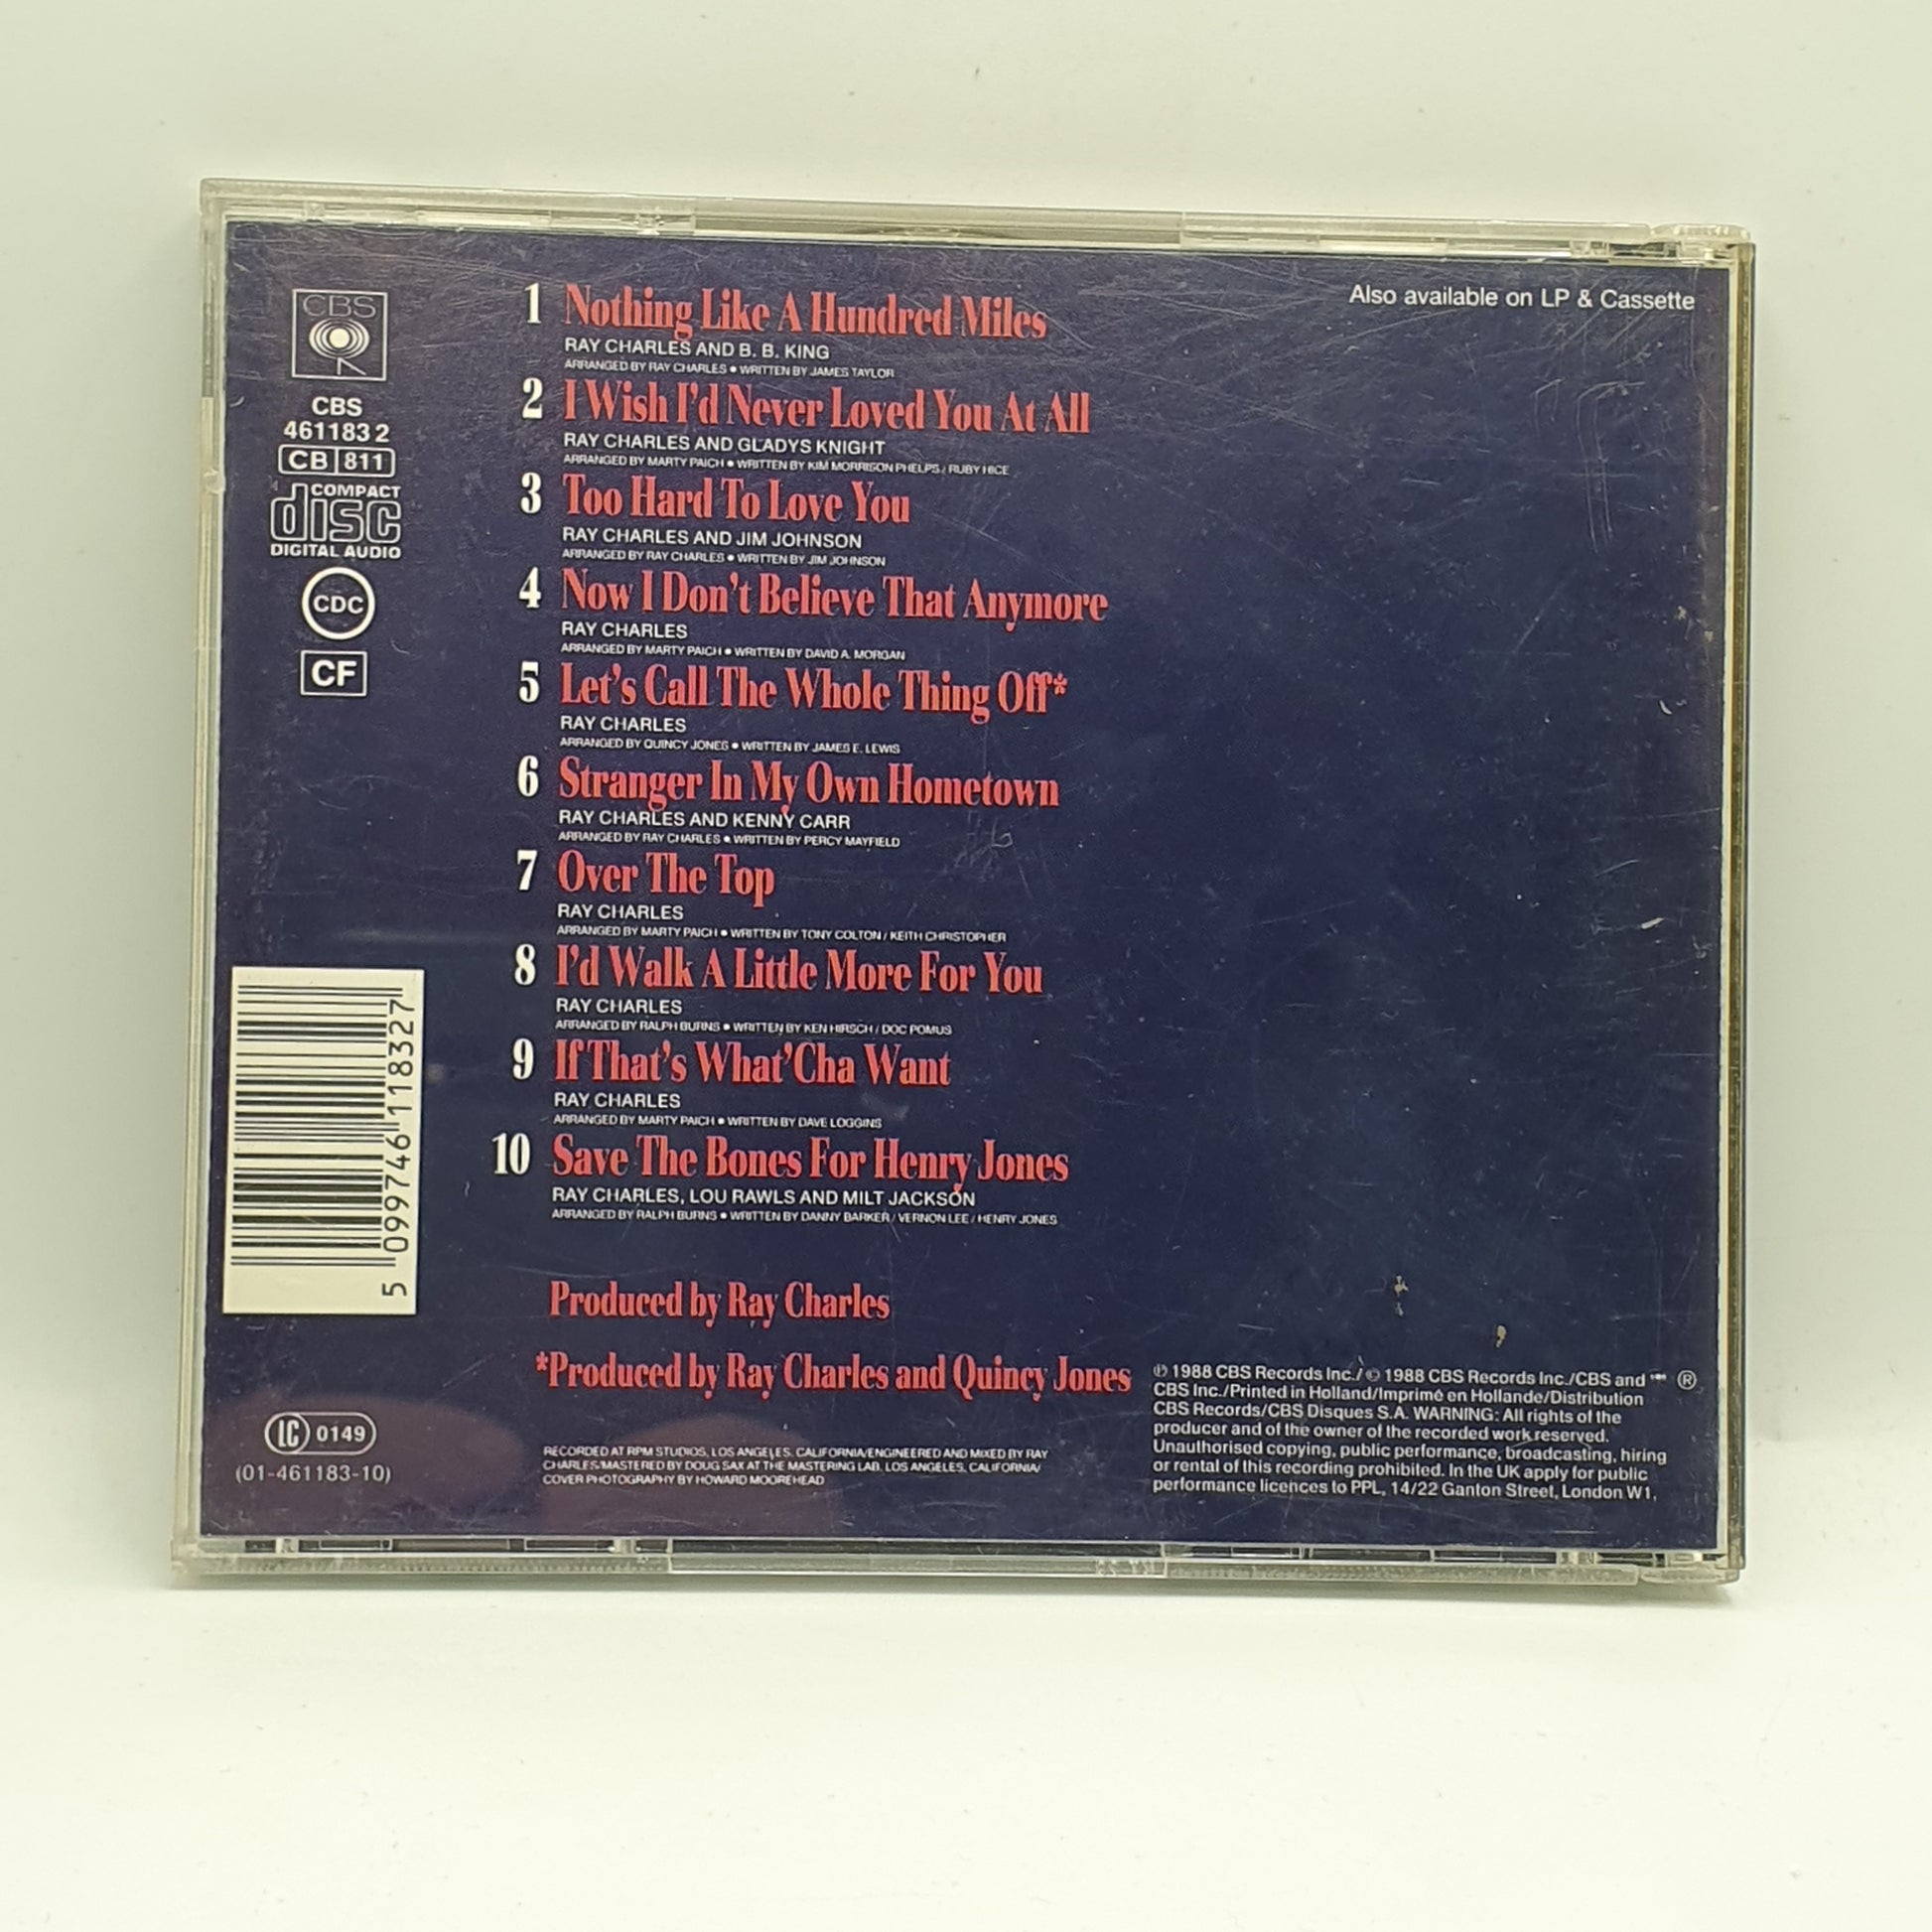 CBS
CBS
461183 2
CB 811
COMPACT
disc
DIGITAL AUDIO
CDC
CF
5 099746 118327
LC 0149
(01-461183-10)
Also available on LP & Cassette
1 Nothing Like A Hundred Miles
RAY CHARLES AND B. B. KING
ARRANGED BY RAY CHARLES ● WRITTEN BY JAMES TAYLOR
2 I Wish I'd Never Loved You At All
RAY CHARLES AND GLADYS KNIGHT
ARRANGED BY MARTY PAICH ● WRITTEN BY KIM MORRISON PHELPS / RUBY HICE
3 Too Hard To Love You
RAY CHARLES AND JIM JOHNSON
ARRANGED BY RAY CHARLES ● WRITTEN BY JIM JOHNSON
4 Now I Don't Believe That Anymore
RAY CHARLES
ARRANGED BY MARTY PAICH ● WRITTEN BY DAVID A. MORGAN
5 Let's Call The Whole Thing Off*
RAY CHARLES
ARRANGED BY QUINCY JONES ● WRITTEN BY JAMES E. LEWIS
6 Stranger In My Own Hometown
RAY CHARLES AND KENNY CARR
ARRANGED BY RAY CHARLES ● WRITTEN BY PERCY MAYFIELD
7 Over The Top
RAY CHARLES
ARRANGED BY MARTY PAICH ● WRITTEN BY TONY COLTON / KEITH CHRISTOPHER
8 I'd Walk A Little More For You
RAY CHARLES
ARRANGED BY RALPH BURNS ● WRITTEN BY KEN HIRSCH / DOC POMUS
9 If That's What'Cha Want
RAY CHARLES
ARRANGED BY MARTY PAICH ● WRITTEN BY DAVE LOGGINS
10 Save The Bones For Henry Jones
RAY CHARLES, LOU RAWLS AND MILT JACKSON
ARRANGED BY RALPH BURNS ● WRITTEN BY DANNY BARKER / VERNON LEE / HENRY JONES
Produced by Ray Charles
*Produced by Ray Charles and Quincy Jones
RECORDED AT RPM STUDIOS, LOS ANGELES, CALIFORNIA/ENGINEERED AND MIXED BY RAY
CHARLES/MASTERED BY DOUG SAX AT THE MASTERING LAB, LOS ANGELES, CALIFORNIA/
COVER PHOTOGRAPHY BY HOWARD MOOREHEAD
℗ 1988 CBS Records Inc./ © 1988 CBS Records Inc./CBS and ®
CBS Inc./Printed in Holland/Imprimé en Hollande/Distribution
CBS Records/CBS Disques S.A. WARNING: All rights of the
producer and of the owner of the recorded work reserved.
Unauthorised copying, public performance, broadcasting, hiring
or rental of this recording prohibited. In the UK apply for public
performance licences to PPL, 14/22 Ganton Street, London W1.